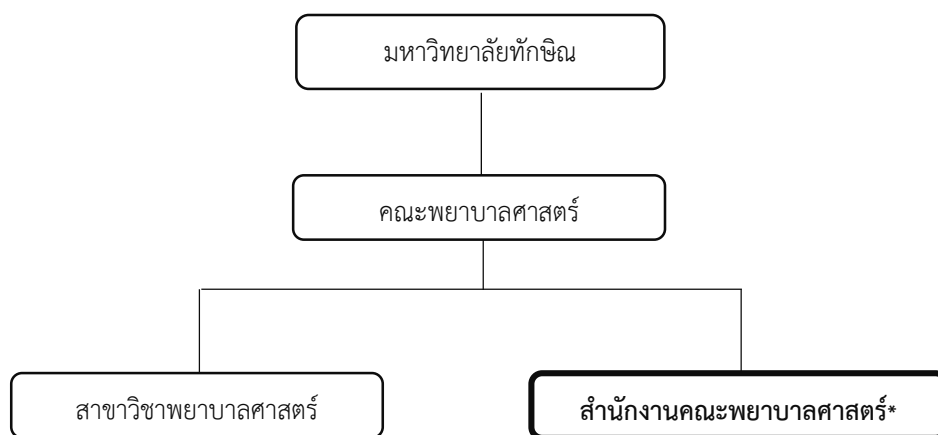 มหาวิทยาลัยทักษิณ
คณะพยาบาลศาสตร์
สาขาวิชาพยาบาลศาสตร์
สำนักงานคณะพยาบาลศาสตร์*